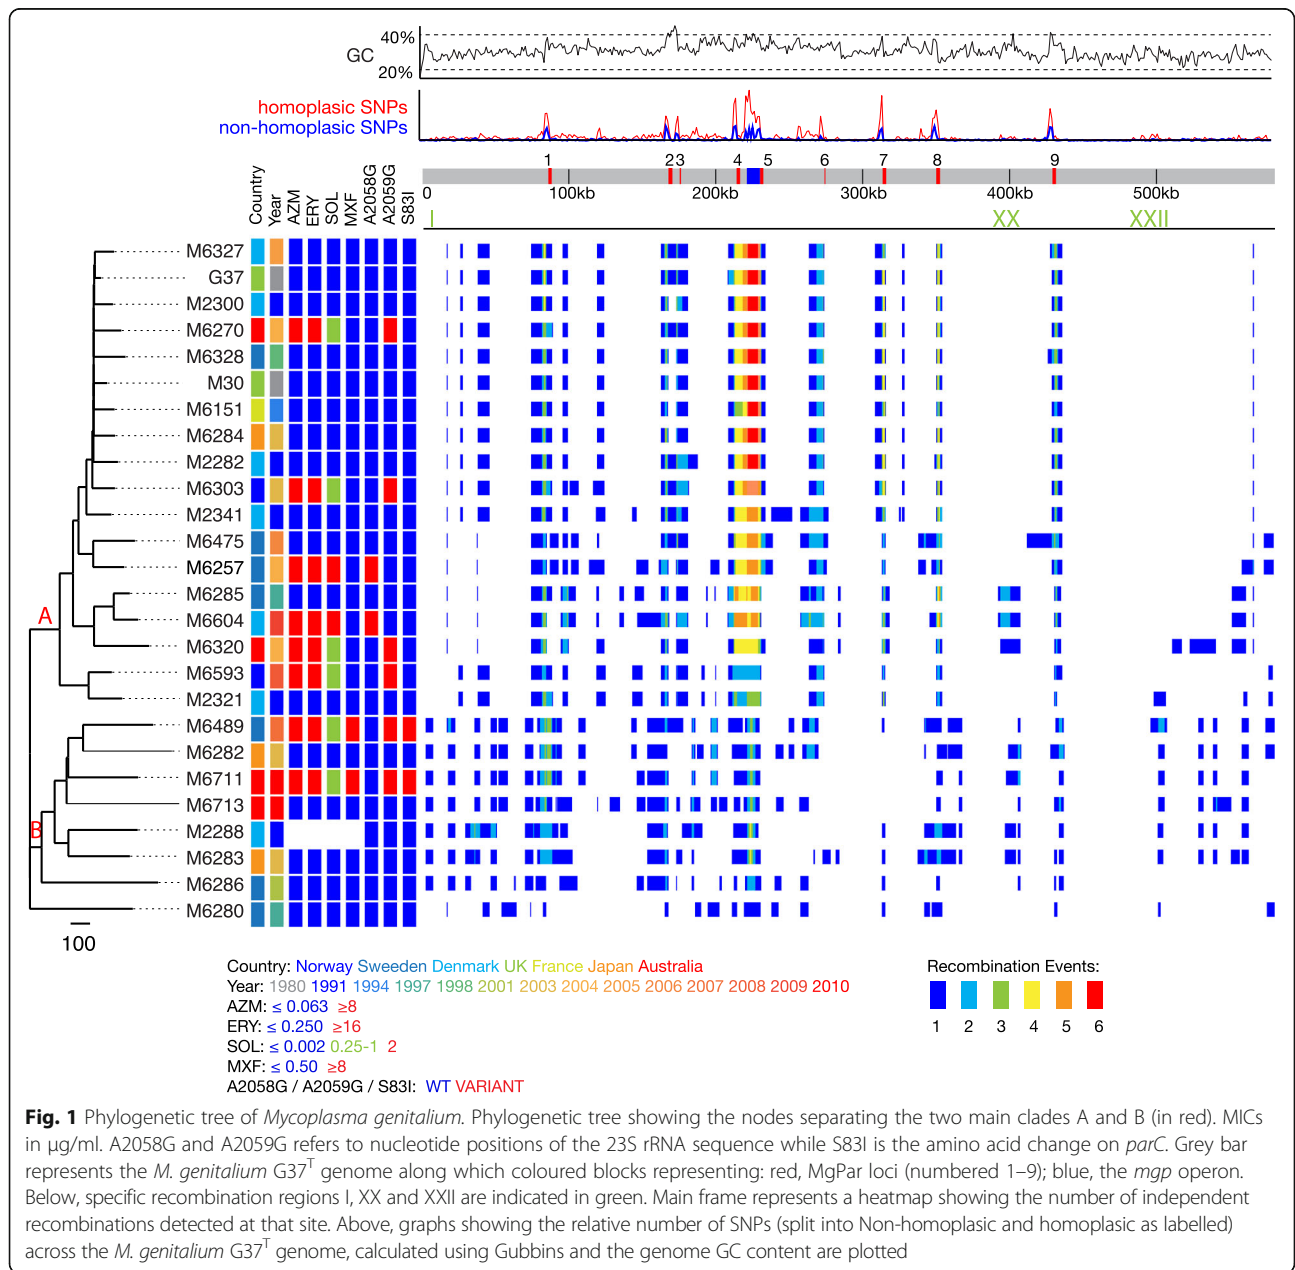 40%
GC
20%
homoplasic SNPs
non-homoplasic SNPs
1 2 3 4 5 6 7 8 9
Country Year AZM ERY SOL MXF A2058G A2059G S83I
0 100kb 200kb 300kb 400kb 500kb
I XX XXII
M6327
G37
M2300
M6270
M6328
M30
M6151
M6284
M2282
M6303
M2341
M6475
M6257
M6285
A
M6604
M6320
M6593
M2321
M6489
M6282
M6711
M6713
B
M2288
M6283
M6286
M6280
100
Country: Norway Sweeden Denmark UK France Japan Australia
Year: 1980 1991 1994 1997 1998 2001 2003 2004 2005 2006 2007 2008 2009 2010
AZM: ≤ 0.063 ≥8
ERY: ≤ 0.250 ≥16
SOL: ≤ 0.002 0.25-1 2
MXF: ≤ 0.50 ≥8
A2058G / A2059G / S83I: WT VARIANT
Recombination Events:
1 2 3 4 5 6
Fig. 1 Phylogenetic tree of Mycoplasma genitalium. Phylogenetic tree showing the nodes separating the two main clades A and B (in red). MICs
in μg/ml. A2058G and A2059G refers to nucleotide positions of the 23S rRNA sequence while S83I is the amino acid change on parC. Grey bar
represents the M. genitalium G37T genome along which coloured blocks representing: red, MgPar loci (numbered 1–9); blue, the mgp operon.
Below, specific recombination regions I, XX and XXII are indicated in green. Main frame represents a heatmap showing the number of independent
recombinations detected at that site. Above, graphs showing the relative number of SNPs (split into Non-homoplasic and homoplasic as labelled)
across the M. genitalium G37T genome, calculated using Gubbins and the genome GC content are plotted